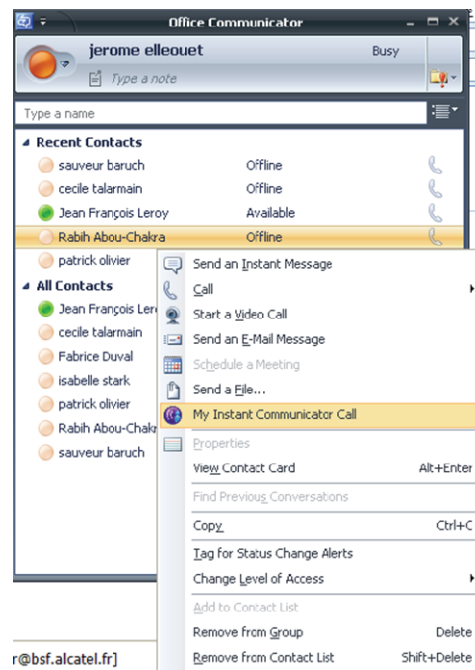 Office Communicator
jerome elleouet Busy
Type a note
Type a name
Recent Contacts
sauveur baruch Offline
cecile talarmain Offline
Jean François Leroy Available
Rabih Abou-Chakra Offline
patrick olivier
All Contacts
Jean François Ler
cecile talarmain
Fabrice Duval
isabelle stark
patrick olivier
Rabih Abou-Chakr
sauveur baruch
Send an Instant Message
Call
Start a Video Call
Send an E-Mail Message
Schedule a Meeting
Send a File...
My Instant Communicator Call
Properties
View Contact Card Alt+Enter
Find Previous Conversations
Copy Ctrl+C
Tag for Status Change Alerts
Change Level of Access
Add to Contact List
Remove from Group Delete
Remove from Contact List Shift+Delete
r@bsf.alcatel.fr]